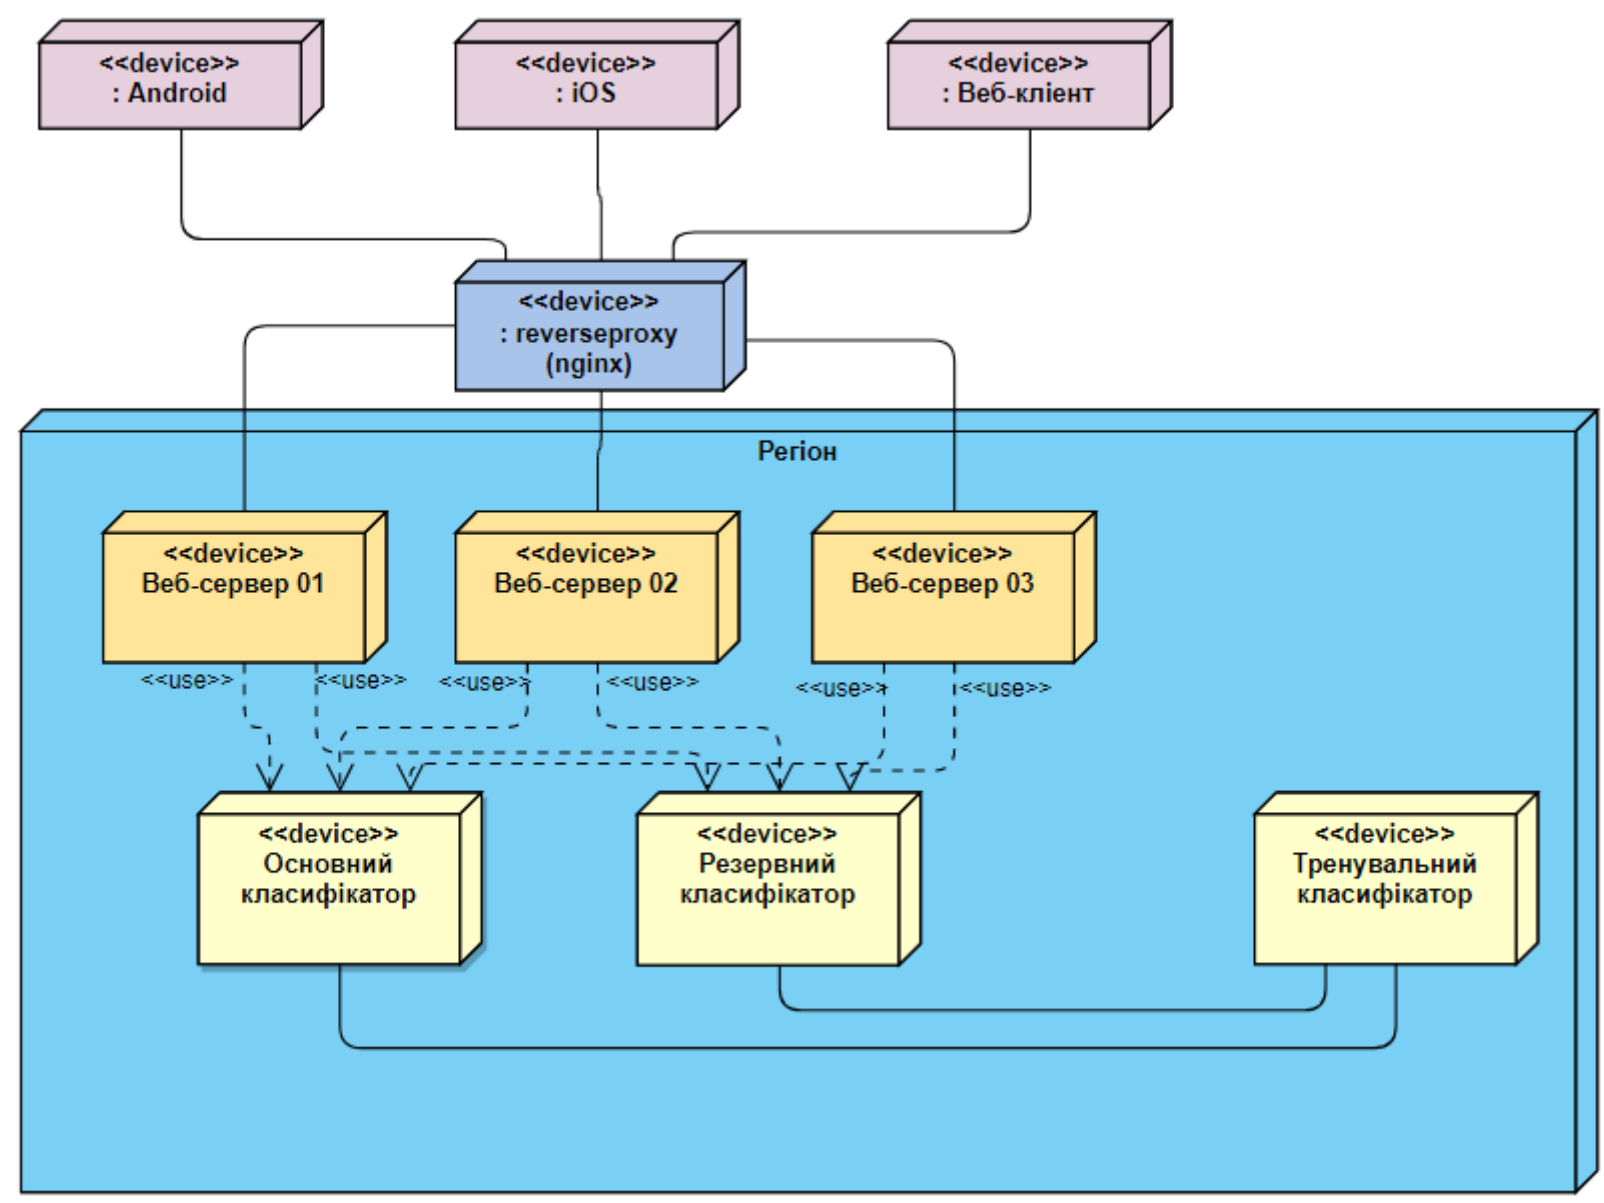 <<device>>
: Android
<<device>>
: iOS
<<device>>
: Веб-клієнт
<<device>>
: reverseproxy
(nginx)
Регіон
<<device>>
Веб-сервер 01
<<device>>
Веб-сервер 02
<<device>>
Веб-сервер 03
<<use>>
<<use>>
<<use>>
<<use>>
<<use>>
<<use>>
<<device>>
Основний
класифікатор
<<device>>
Резервний
класифікатор
<<device>>
Тренувальний
класифікатор